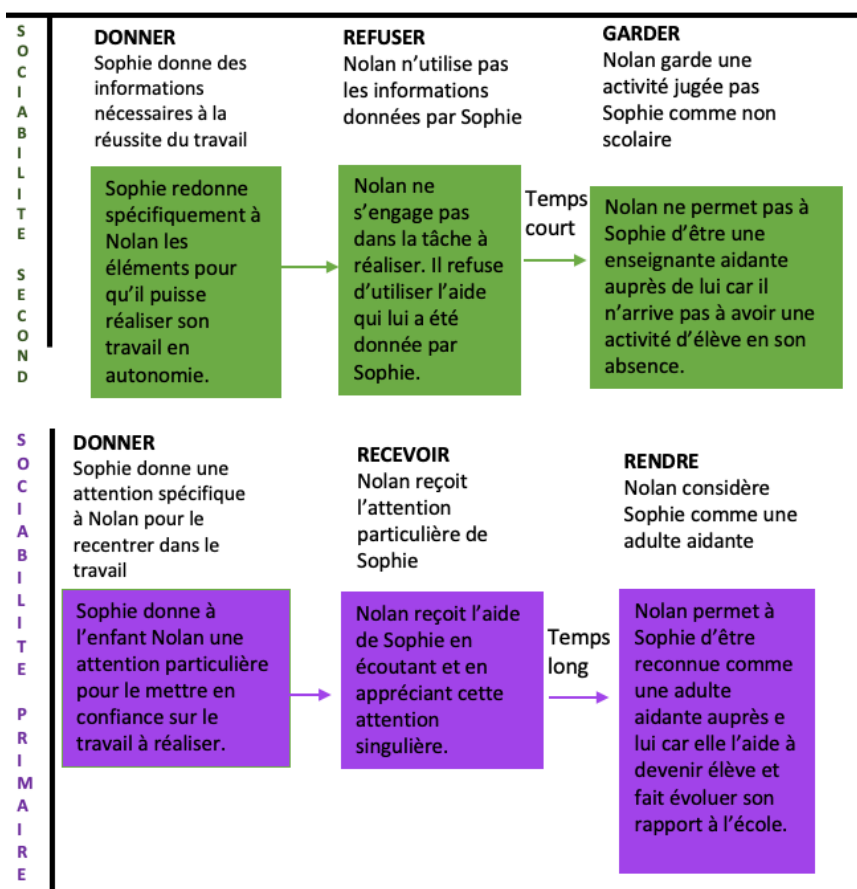 SOCIABILITE SECOND
DONNER
Sophie donne des
informations
nécessaires à la
réussite du travail
REFUSER
Nolan n'utilise pas
les informations
données par Sophie
GARDER
Nolan garde une
activité jugée pas
Sophie comme non
scolaire
Sophie redonne
spécifiquement à
Nolan les
éléments pour
qu'il puisse
réaliser son
travail en
autonomie.
Nolan ne
s'engage pas
dans la tâche à
réaliser. Il refuse
d'utiliser l'aide
qui lui a été
donnée par
Sophie.
Temps
court
Nolan ne permet pas à
Sophie d'être une
enseignante aidante
auprès de lui car il
n'arrive pas à avoir une
activité d'élève en son
absence.
SOCIABILITE PRIMAIRE
DONNER
Sophie donne une
attention spécifique
à Nolan pour le
recentrer dans le
travail
RECEVOIR
Nolan reçoit
l'attention
particulière de
Sophie
RENDRE
Nolan considère
Sophie comme une
adulte aidante
Sophie donne à
l'enfant Nolan une
attention particulière
pour le mettre en
confiance sur le
travail à réaliser.
Nolan reçoit l'aide
de Sophie en
écoutant et en
appréciant cette
attention
singulière.
Temps
long
Nolan permet à
Sophie d'être
reconnue comme
une adulte
aidante auprès e
lui car elle l'aide à
devenir élève et
fait évoluer son
rapport à l'école.